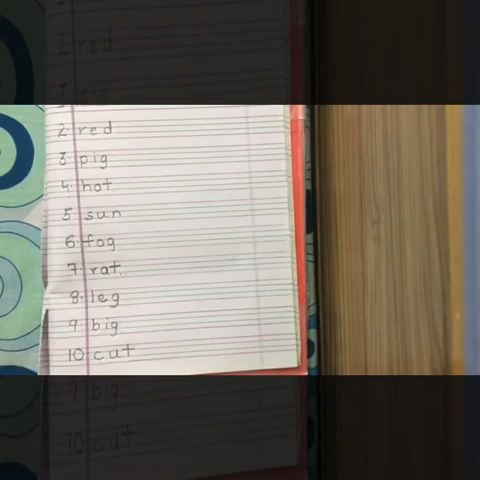 2. red
3. pig
4. hot
5 sun
6. fog
7. rat.
8. leg
9 big
10 cut